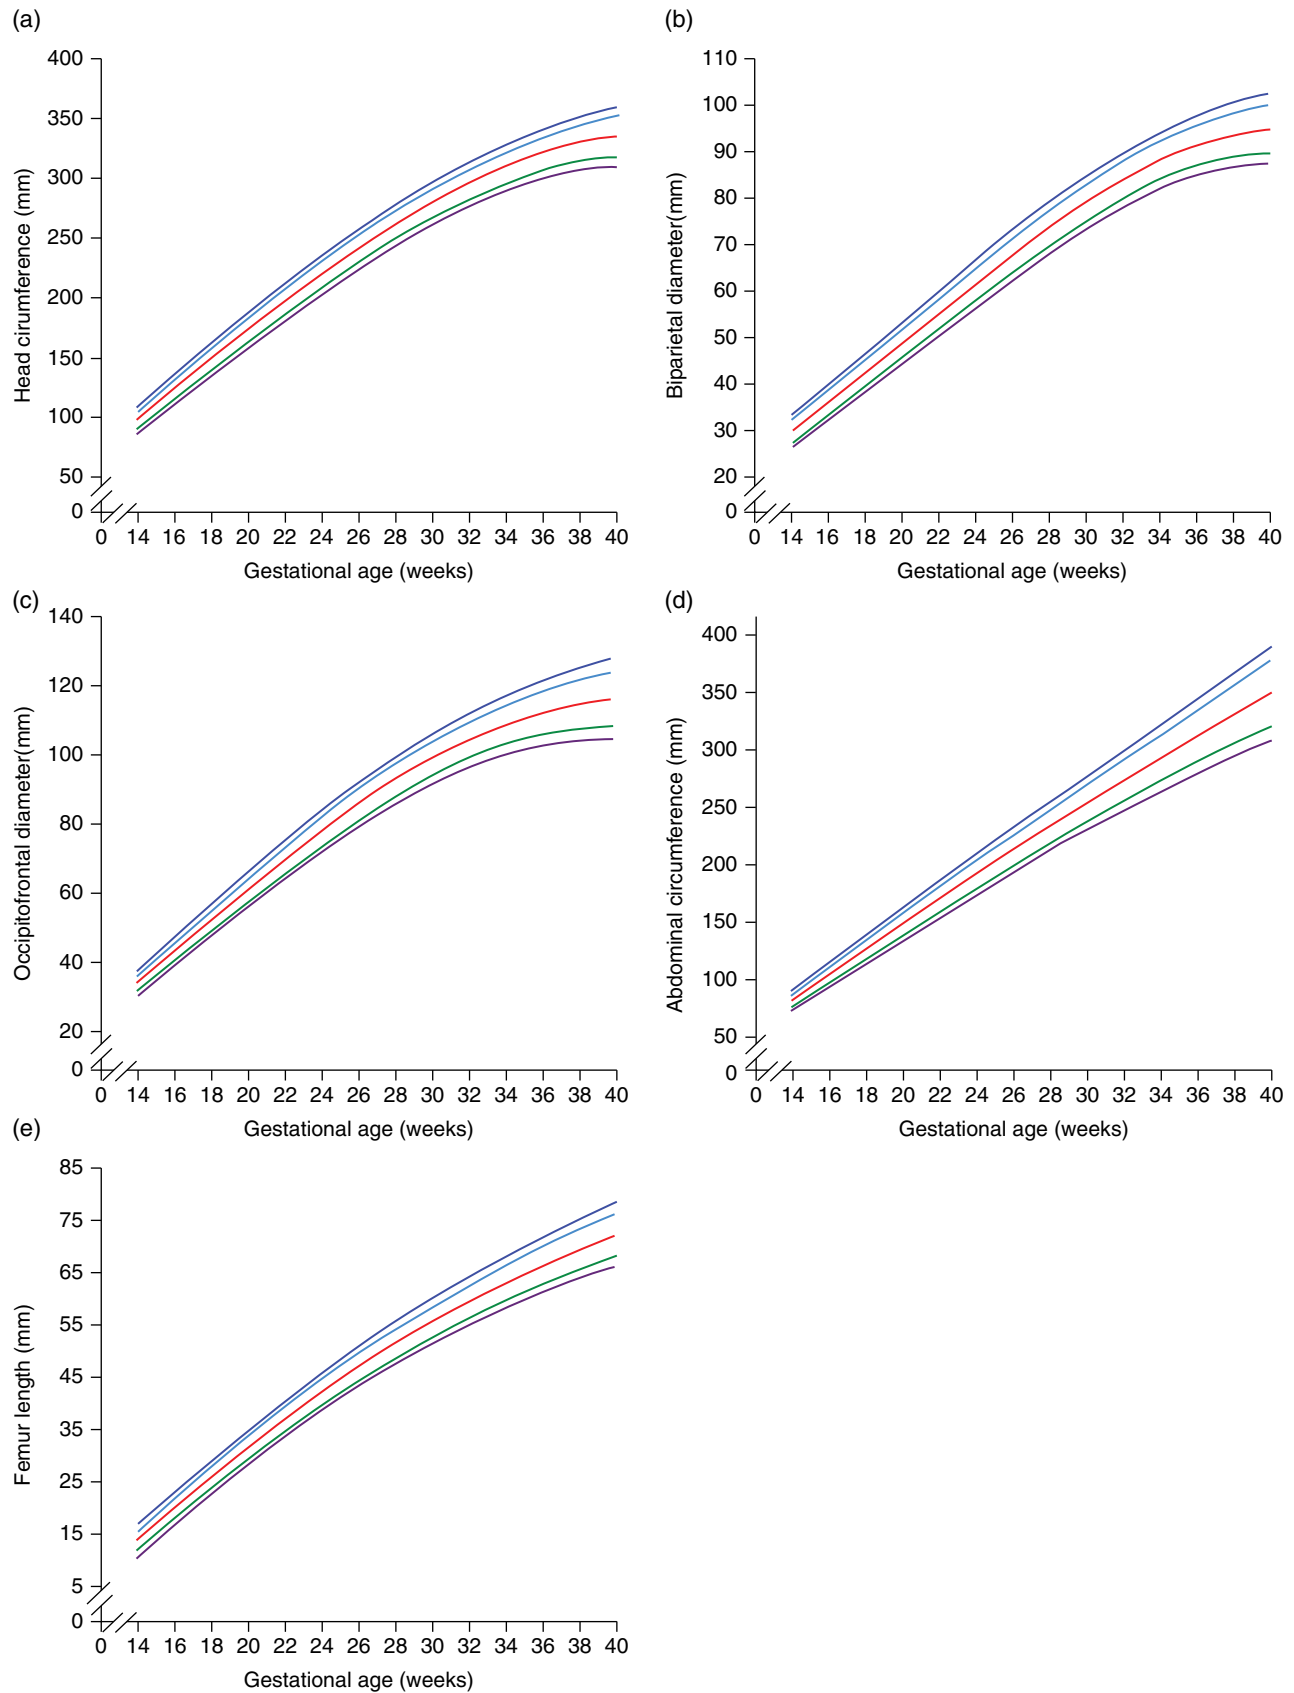 (a)
400
350
300
250
200
150
100
50
0
Head cirumference (mm)
0 14 16 18 20 22 24 26 28 30 32 34 36 38 40
Gestational age (weeks)
(b)
110
100
90
80
70
60
50
40
30
20
0
Biparietal diameter(mm)
0 14 16 18 20 22 24 26 28 30 32 34 36 38 40
Gestational age (weeks)
(c)
140
120
100
80
60
40
20
0
Occipitofrontal diameter(mm)
0 14 16 18 20 22 24 26 28 30 32 34 36 38 40
Gestational age (weeks)
(d)
400
350
300
250
200
150
100
50
0
Abdominal circumference (mm)
0 14 16 18 20 22 24 26 28 30 32 34 36 38 40
Gestational age (weeks)
(e)
85
75
65
55
45
35
25
15
5
0
Femur length (mm)
0 14 16 18 20 22 24 26 28 30 32 34 36 38 40
Gestational age (weeks)